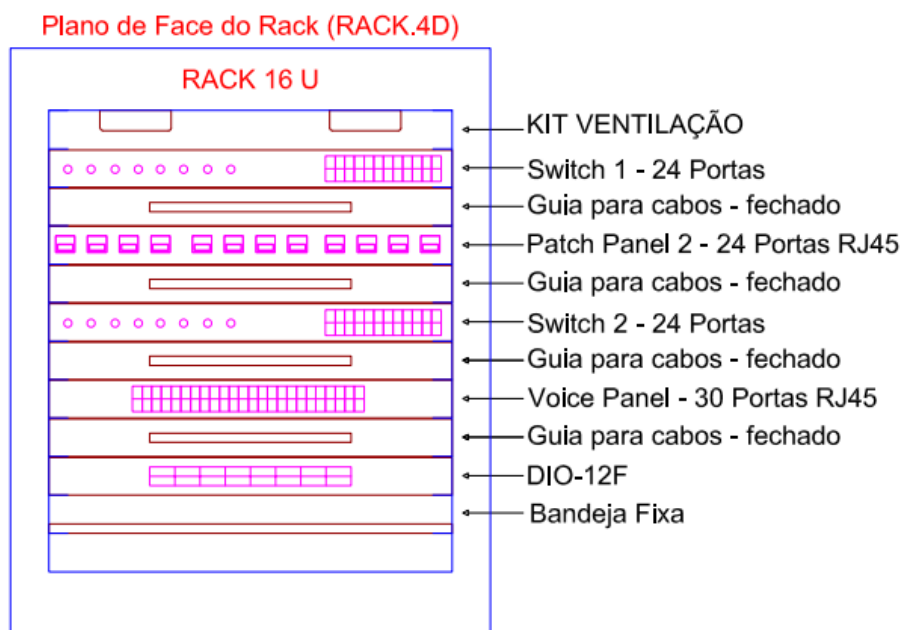 Plano de Face do Rack (RACK.4D)
RACK 16 U
KIT VENTILAÇÃO
Switch 1 - 24 Portas
Guia para cabos - fechado
Patch Panel 2 - 24 Portas RJ45
Guia para cabos - fechado
Switch 2 - 24 Portas
Guia para cabos - fechado
Voice Panel - 30 Portas RJ45
Guia para cabos - fechado
DIO-12F
Bandeja Fixa